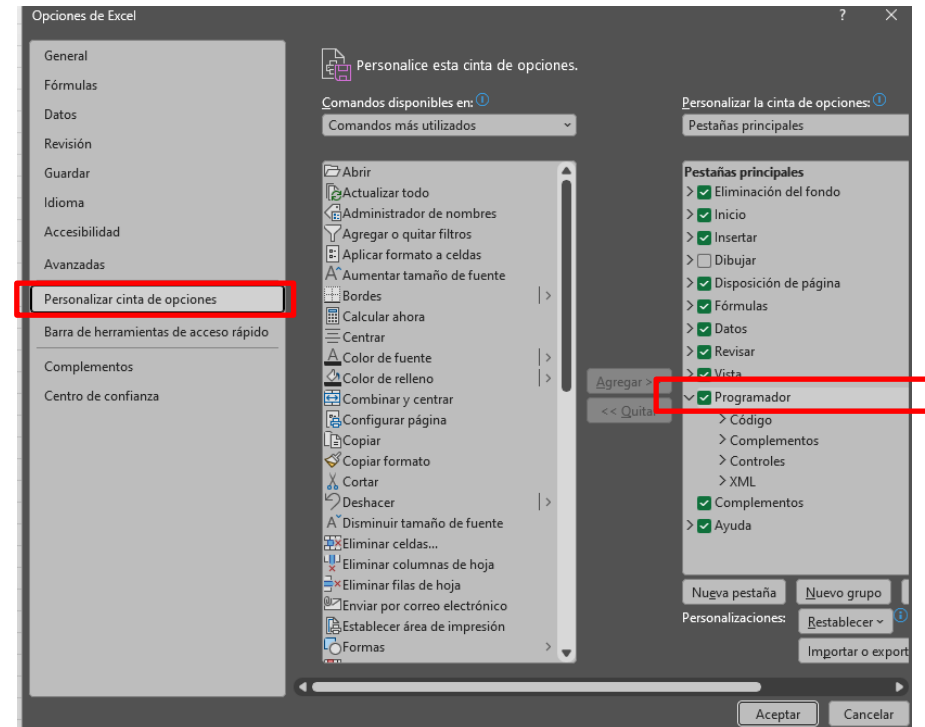 Opciones de Excel
?
General
Fórmulas
Datos
Revisión
Guardar
Idioma
Accesibilidad
Avanzadas
Personalizar cinta de opciones
Barra de herramientas de acceso rápido
Complementos
Centro de confianza
Personalice esta cinta de opciones.
Comandos disponibles en:
Comandos más utilizados
Abrir
Actualizar todo
Administrador de nombres
Agregar o quitar filtros
Aplicar formato a celdas
Aumentar tamaño de fuente
Bordes
Calcular ahora
Centrar
Color de fuente
Color de relleno
Combinar y centrar
Configurar página
Copiar
Copiar formato
Cortar
Deshacer
Disminuir tamaño de fuente
Eliminar celdas...
Eliminar columnas de hoja
Eliminar filas de hoja
Enviar por correo electrónico
Establecer área de impresión
Formas
Agregar >
<< Quitar
Personalizar la cinta de opciones:
Pestañas principales
Pestañas principales
Eliminación del fondo
Inicio
Insertar
Dibujar
Disposición de página
Fórmulas
Datos
Revisar
Vista
Programador
Código
Complementos
Controles
XML
Complementos
Ayuda
Nueva pestaña
Nuevo grupo
Personalizaciones:
Restablecer
Importar o export
Aceptar
Cancelar